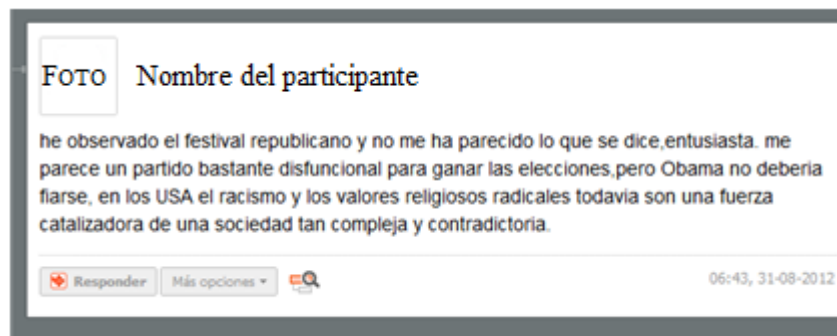 FOTO Nombre del participante
he observado el festival republicano y no me ha parecido lo que se dice,entusiasta. me
parece un partido bastante disfuncional para ganar las elecciones,pero Obama no deberia
fiarse, en los USA el racismo y los valores religiosos radicales todavia son una fuerza
catalizadora de una sociedad tan compleja y contradictoria.
Responder Más opciones 06:43, 31-08-2012